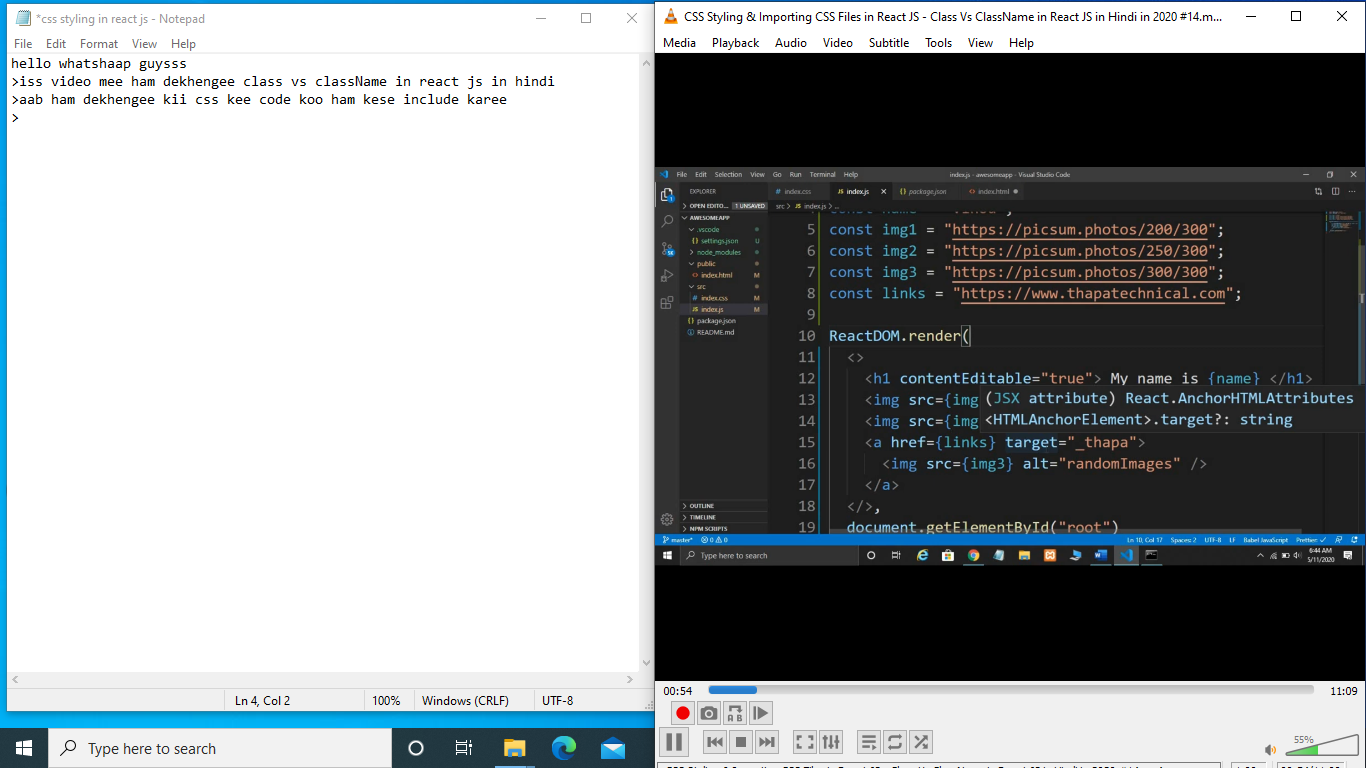 *css styling in react js - Notepad
File Edit Format View Help
hello whatshaap guysss
>iss video mee ham dekhengee class vs className in react js in hindi
>aab ham dekhengee kii css kee code koo ham kese include karee
>
Ln 4, Col 2 100% Windows (CRLF) UTF-8
CSS Styling & Importing CSS Files in React JS - Class Vs ClassName in React JS in Hindi in 2020 #14.m...
Media Playback Audio Video Subtitle Tools View Help
File Edit Selection View Go Run Terminal Help index.js - awesomeapp - Visual Studio Code
EXPLORER
OPEN EDITO... 1 UNSAVED
AWESOMEAPP
.vscode
settings.json U
node_modules
public
index.html M
src
index.css M
index.js M
package.json
README.md
OUTLINE
TIMELINE
NPM SCRIPTS
index.css index.js package.json index.html
src > index.js > ...
5 const img1 = "https://picsum.photos/200/300";
6 const img2 = "https://picsum.photos/250/300";
7 const img3 = "https://picsum.photos/300/300";
8 const links = "https://www.thapatechnical.com";
9
10 ReactDOM.render(
11 <>
12 <h1 contentEditable="true"> My name is {name} </h1>
13 <img src={img
14 <img src={img
(JSX attribute) React.AnchorHTMLAttributes
<HTMLAnchorElement>.target?: string
15 <a href={links} target="_thapa">
16 <img src={img3} alt="randomImages" />
17 </a>
18 </>,
19 document.getElementById("root")
master* 0 0 Ln 10, Col 17 Spaces: 2 UTF-8 LF Babel JavaScript Prettier: ✓
Type here to search
6:44 AM
5/11/2020
00:54 11:09
55%
Type here to search